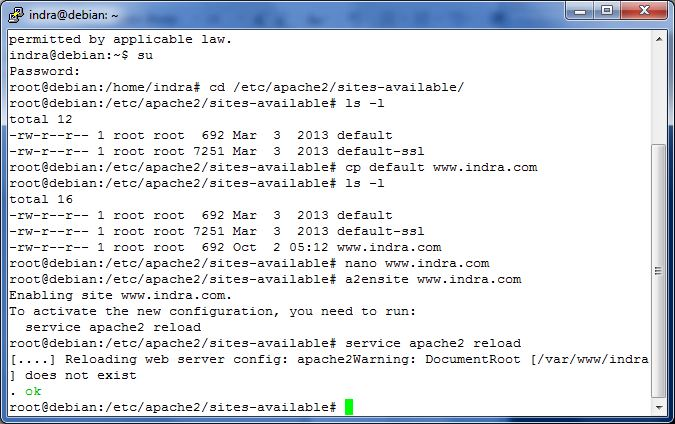 indra@debian: ~
permitted by applicable law.
indra@debian:~$ su
Password:
root@debian:/home/indra# cd /etc/apache2/sites-available/
root@debian:/etc/apache2/sites-available# ls -l
total 12
-rw-r--r-- 1 root root  692 Mar  3  2013 default
-rw-r--r-- 1 root root 7251 Mar  3  2013 default-ssl
root@debian:/etc/apache2/sites-available# cp default www.indra.com
root@debian:/etc/apache2/sites-available# ls -l
total 16
-rw-r--r-- 1 root root  692 Mar  3  2013 default
-rw-r--r-- 1 root root 7251 Mar  3  2013 default-ssl
-rw-r--r-- 1 root root  692 Oct  2 05:12 www.indra.com
root@debian:/etc/apache2/sites-available# nano www.indra.com
root@debian:/etc/apache2/sites-available# a2ensite www.indra.com
Enabling site www.indra.com.
To activate the new configuration, you need to run:
  service apache2 reload
root@debian:/etc/apache2/sites-available# service apache2 reload
[....] Reloading web server config: apache2Warning: DocumentRoot [/var/www/indra
] does not exist
. ok
root@debian:/etc/apache2/sites-available#